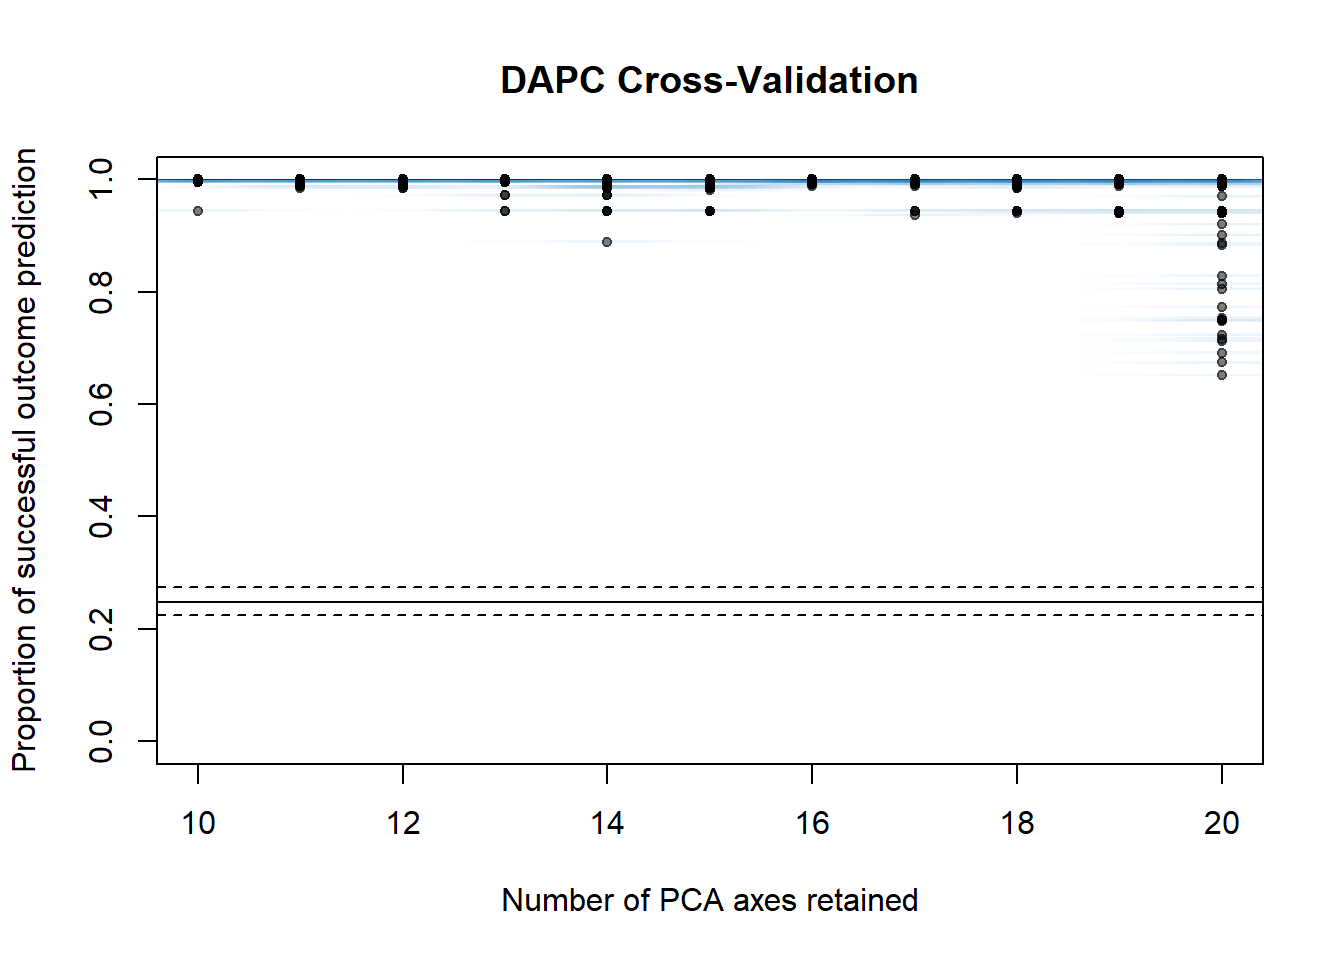 DAPC Cross-Validation
Proportion of successful outcome prediction
1.0
0.8
0.6
0.4
0.2
0.0
10 12 14 16 18 20
Number of PCA axes retained